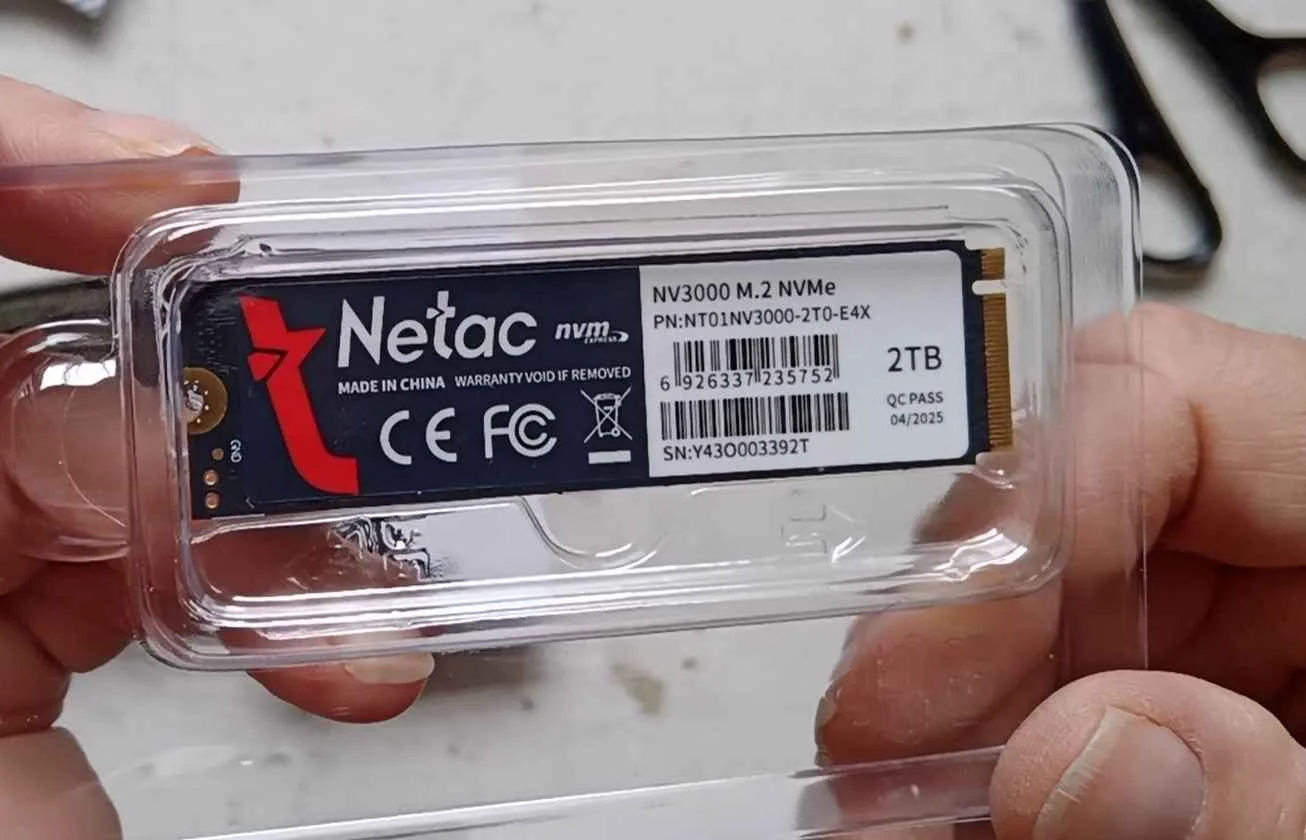 Netac nvm EXPRESS
MADE IN CHINA WARRANTY VOID IF REMOVED
CE FC
GND
NV3000 M.2 NVMe
PN:NT01NV3000-2T0-E4X
6 926337 235752
SN:Y43O003392T
2TB
QC PASS
04/2025